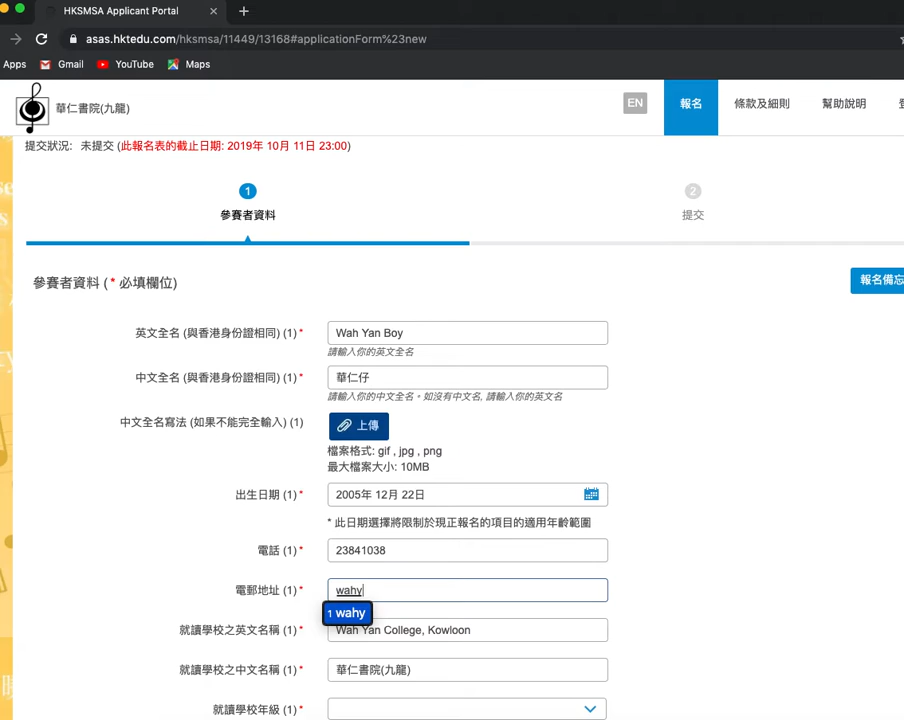 HKSMSA Applicant Portal
asas.hktedu.com/hksmsa/11449/13168#applicationForm%23new
Apps Gmail YouTube Maps
華仁書院(九龍) EN 報名 條款及細則 幫助說明
提交狀況: 未提交 (此報名表的截止日期: 2019年 10月 11日 23:00)
1 2
參賽者資料 提交
參賽者資料 ( * 必填欄位) 報名備忘
英文全名 (與香港身份證相同) (1)* Wah Yan Boy
請輸入你的英文全名
中文全名 (與香港身份證相同) (1)* 華仁仔
請輸入你的中文全名。如沒有中文名, 請輸入你的英文名
中文全名寫法 (如果不能完全輸入) (1) 上傳
檔案格式: gif , jpg , png
最大檔案大小: 10MB
出生日期 (1)* 2005年 12月 22日
* 此日期選擇將限制於現正報名的項目的適用年齡範圍
電話 (1)* 23841038
電郵地址 (1)* wahy
1 wahy
就讀學校之英文名稱 (1)* Wah Yan College, Kowloon
就讀學校之中文名稱 (1)* 華仁書院(九龍)
就讀學校年級 (1)*